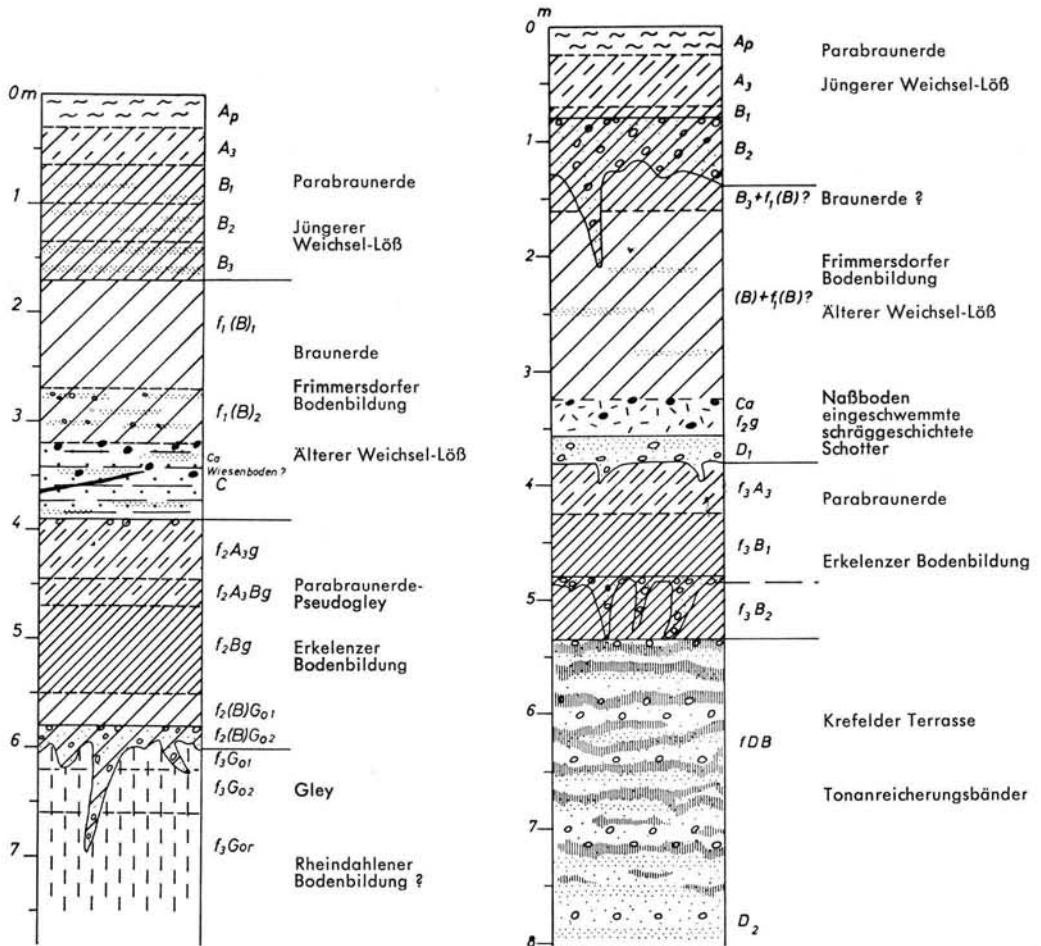 0 m
1
2
3
4
5
6
7
Ap
A3
B1
B2
B3
f1(B)1
f1(B)2
Ca
Wiesenboden ?
C
f2A3g
f2A3Bg
f2Bg
f2(B)Go1
f2(B)Go2
f3Go1
f3Go2
f3Gor
Parabraunerde
Jüngerer
Weichsel-Löß
Braunerde
Frimmersdorfer
Bodenbildung
Älterer Weichsel-Löß
Parabraunerde-
Pseudogley
Erkelenzer
Bodenbildung
Gley
Rheindahlener
Bodenbildung ?
m
0
1
2
3
4
5
6
7
8
Ap
A3
B1
B2
B3+f1(B)?
(B)+f1(B)?
Ca
f2g
D1
f3A3
f3B1
f3B2
fDB
D2
Parabraunerde
Jüngerer Weichsel-Löß
Braunerde ?
Frimmersdorfer
Bodenbildung
Älterer Weichsel-Löß
Naßboden
eingeschwemmte
schräggeschichtete
Schotter
Parabraunerde
Erkelenzer Bodenbildung
Krefelder Terrasse
Tonanreicherungsbänder